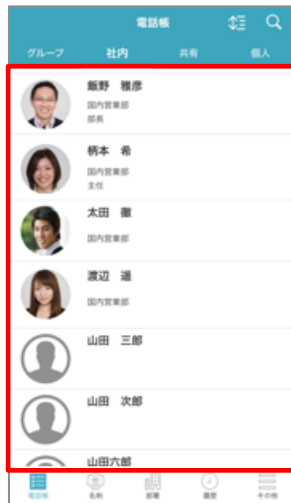 電話帳
グループ 社内 共有 個人
飯野 雅彦
国内営業部
部長
柄本 希
国内営業部
主任
太田 徹
国内営業部
渡辺 遥
国内営業部
山田 三郎
山田 次郎
山田六郎
電話帳 名刺 部署 履歴 その他